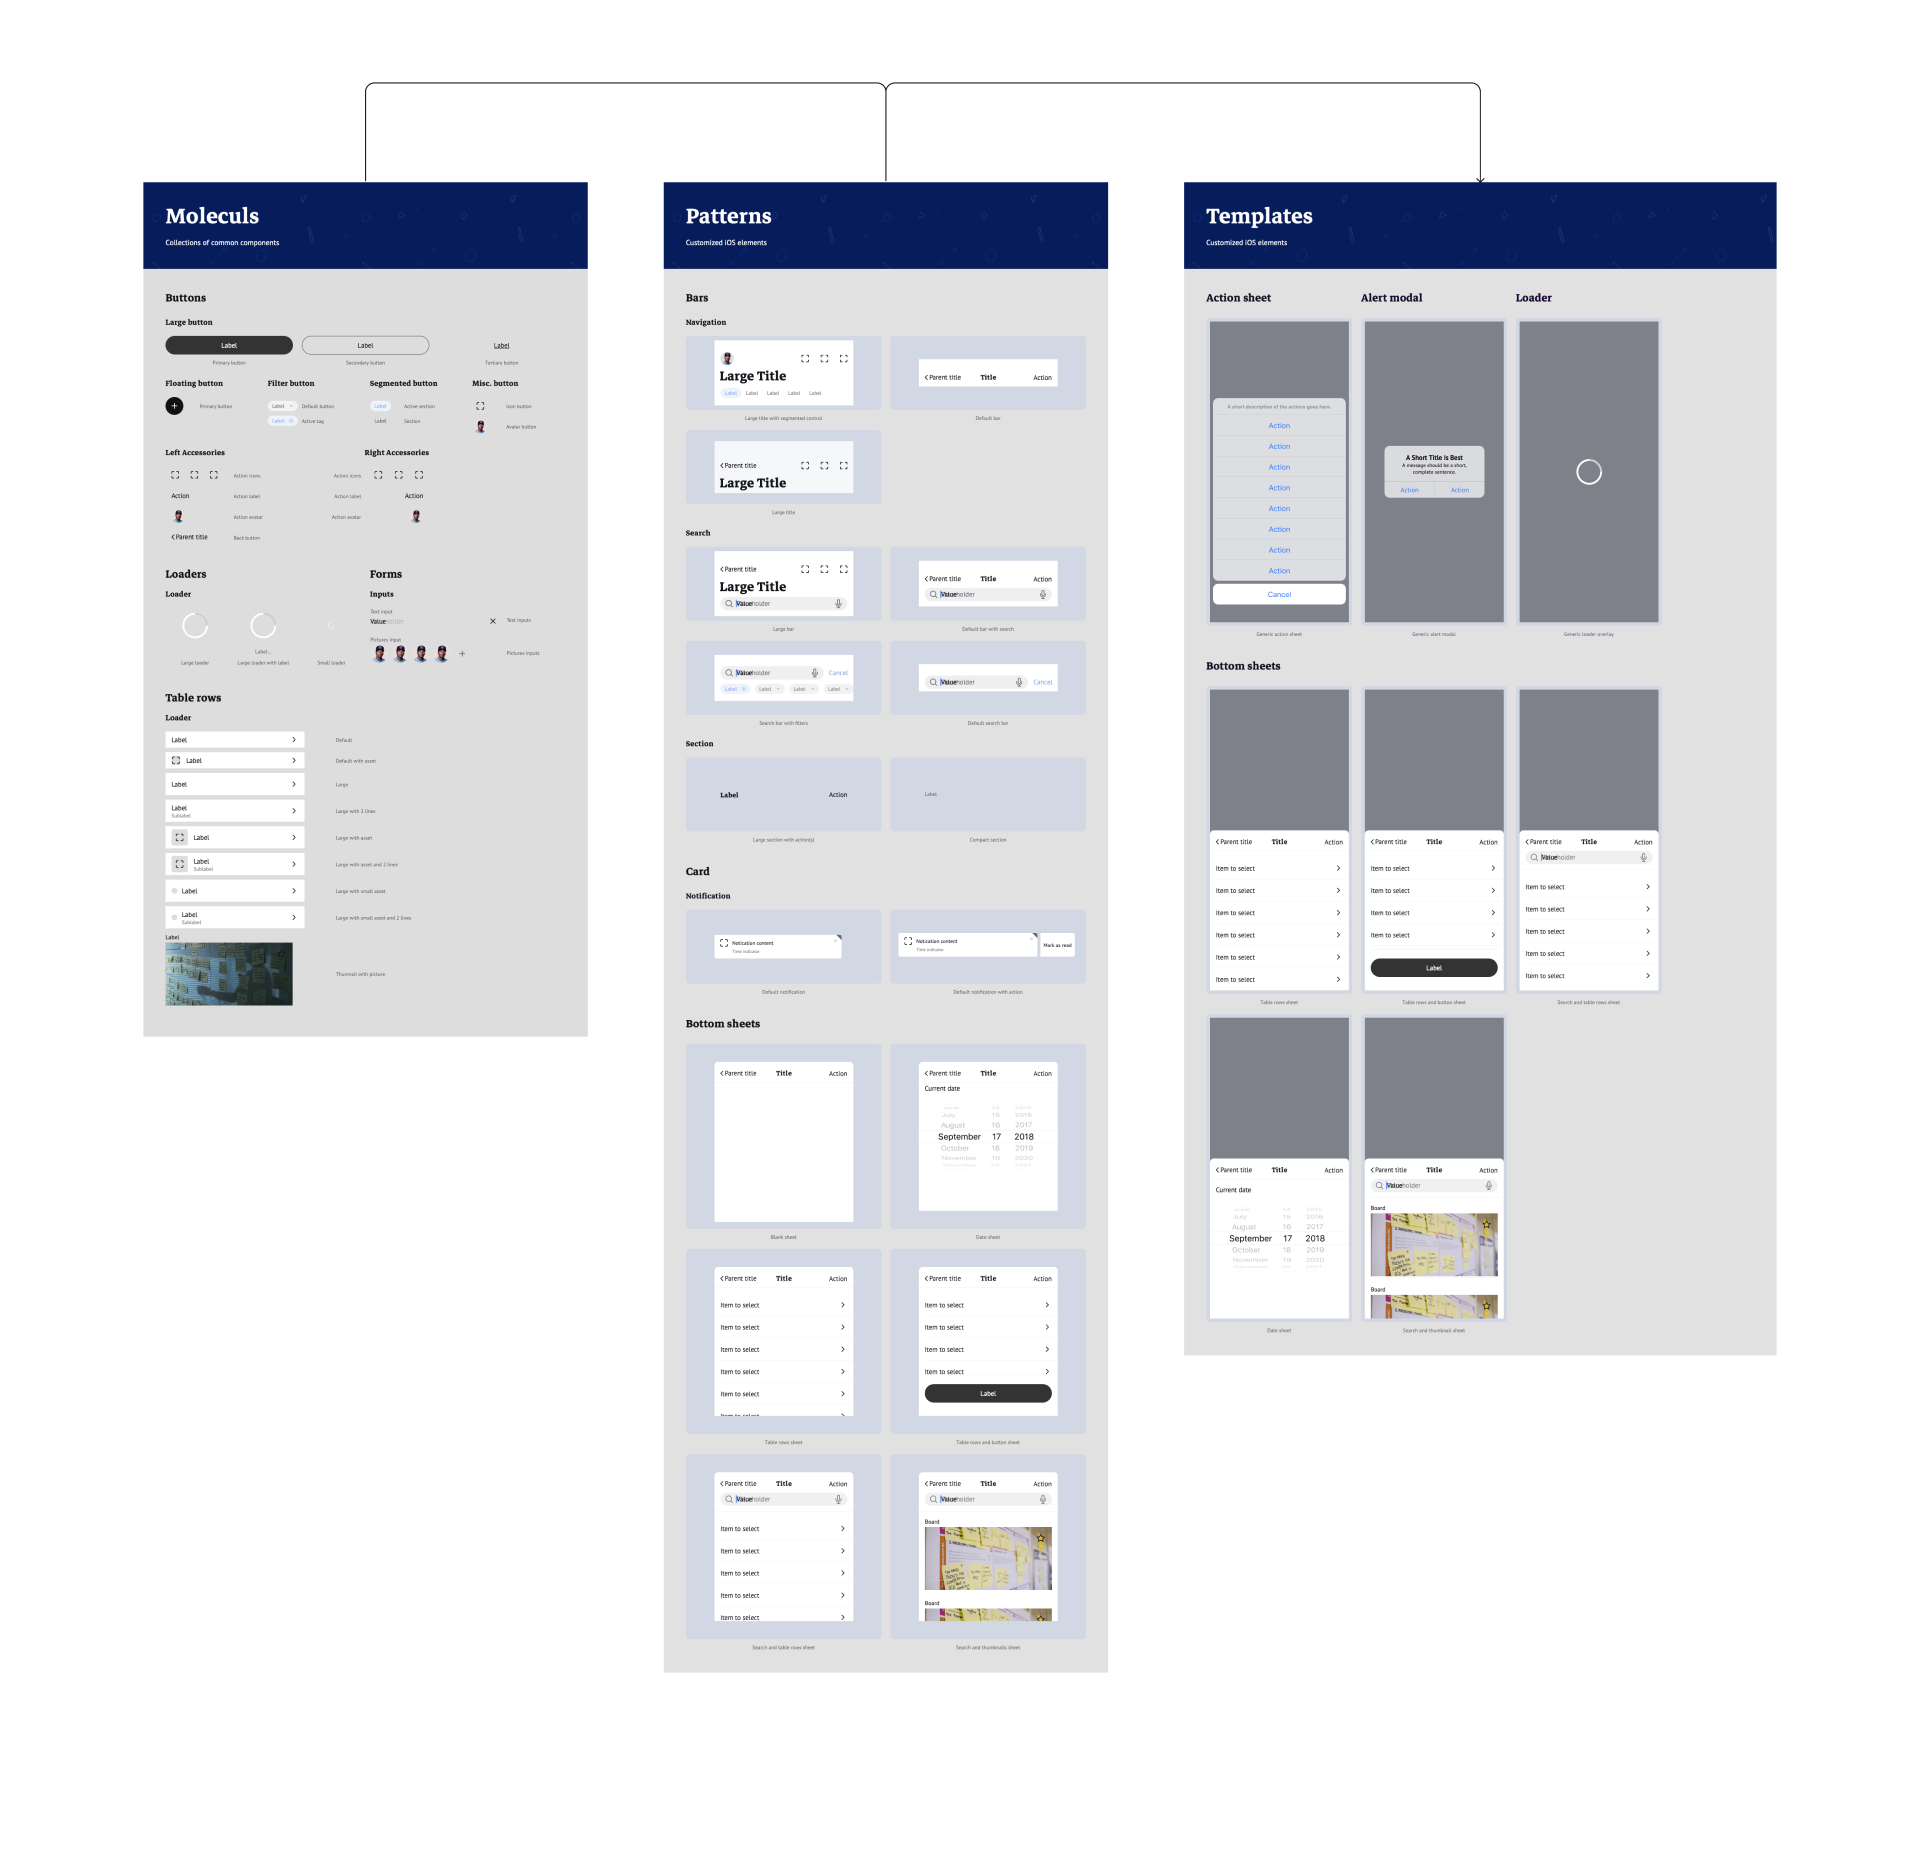 Moleculs
Collections of common components
Buttons
Large button
Label
Label
Label
Primary button
Secondary button
Tertiary button
Floating button
Filter button
Segmented button
Misc. button
Primary button
Label
Default button
Label
Active section
Icon button
Label
Active tag
Label
Section
Avatar button
Left Accessories
Right Accessories
Action icons
Action icons
Action
Action label
Action label
Action
Action avatar
Action avatar
Parent title
Back button
Loaders
Forms
Loader
Inputs
Text input
Valueholder
Text inputs
Label...
Pictures input
Pictures inputs
Large loader
Large loader with label
Small loader
Table rows
Loader
Label
Default
Label
Default with asset
Label
Large
Label
Sublabel
Large with 2 lines
Label
Large with asset
Label
Sublabel
Large with asset and 2 lines
Label
Large with small asset
Label
Sublabel
Large with small asset and 2 lines
Label
Thumnail with picture
Patterns
Customized iOS elements
Bars
Navigation
Large Title
Label Label Label Label Label
Large title with segmented control
Parent title Title Action
Default bar
Parent title
Large Title
Large title
Search
Parent title
Large Title
Valueholder
Large bar
Parent title Title Action
Valueholder
Default bar with search
Valueholder Cancel
Label Label Label Label
Search bar with filters
Valueholder Cancel
Default search bar
Section
Label Action
Large section with action(s)
Label
Compact section
Card
Notification
Notication content
Time indicator
Default notification
Notication content
Time indicator
Mark as read
Default notification with action
Bottom sheets
Parent title Title Action
Blank sheet
Parent title Title Action
Current date
June 14 2015
July 15 2016
August 16 2017
September 17 2018
October 18 2019
November 19 2020
Date sheet
Parent title Title Action
Item to select
Item to select
Item to select
Item to select
Item to select
Item to select
Table rows sheet
Parent title Title Action
Item to select
Item to select
Item to select
Item to select
Label
Table rows and button sheet
Parent title Title Action
Valueholder
Item to select
Item to select
Item to select
Item to select
Item to select
Search and table rows sheet
Parent title Title Action
Valueholder
Board
Board
Search and thumbnails sheet
Templates
Customized iOS elements
Action sheet
Alert modal
Loader
A short description of the actions goes here.
Action
Action
Action
Action
Action
Action
Action
Action
Cancel
Generic action sheet
A Short Title Is Best
A message should be a short,
complete sentence.
Action Action
Generic alert modal
Generic loader overlay
Bottom sheets
Parent title Title Action
Item to select
Item to select
Item to select
Item to select
Item to select
Item to select
Table rows sheet
Parent title Title Action
Item to select
Item to select
Item to select
Item to select
Label
Table rows and button sheet
Parent title Title Action
Valueholder
Item to select
Item to select
Item to select
Item to select
Item to select
Search and table rows sheet
Parent title Title Action
Current date
July 15 2016
August 16 2017
September 17 2018
October 18 2019
November 19 2020
Date sheet
Parent title Title Action
Valueholder
Board
Board
Search and thumbnail sheet